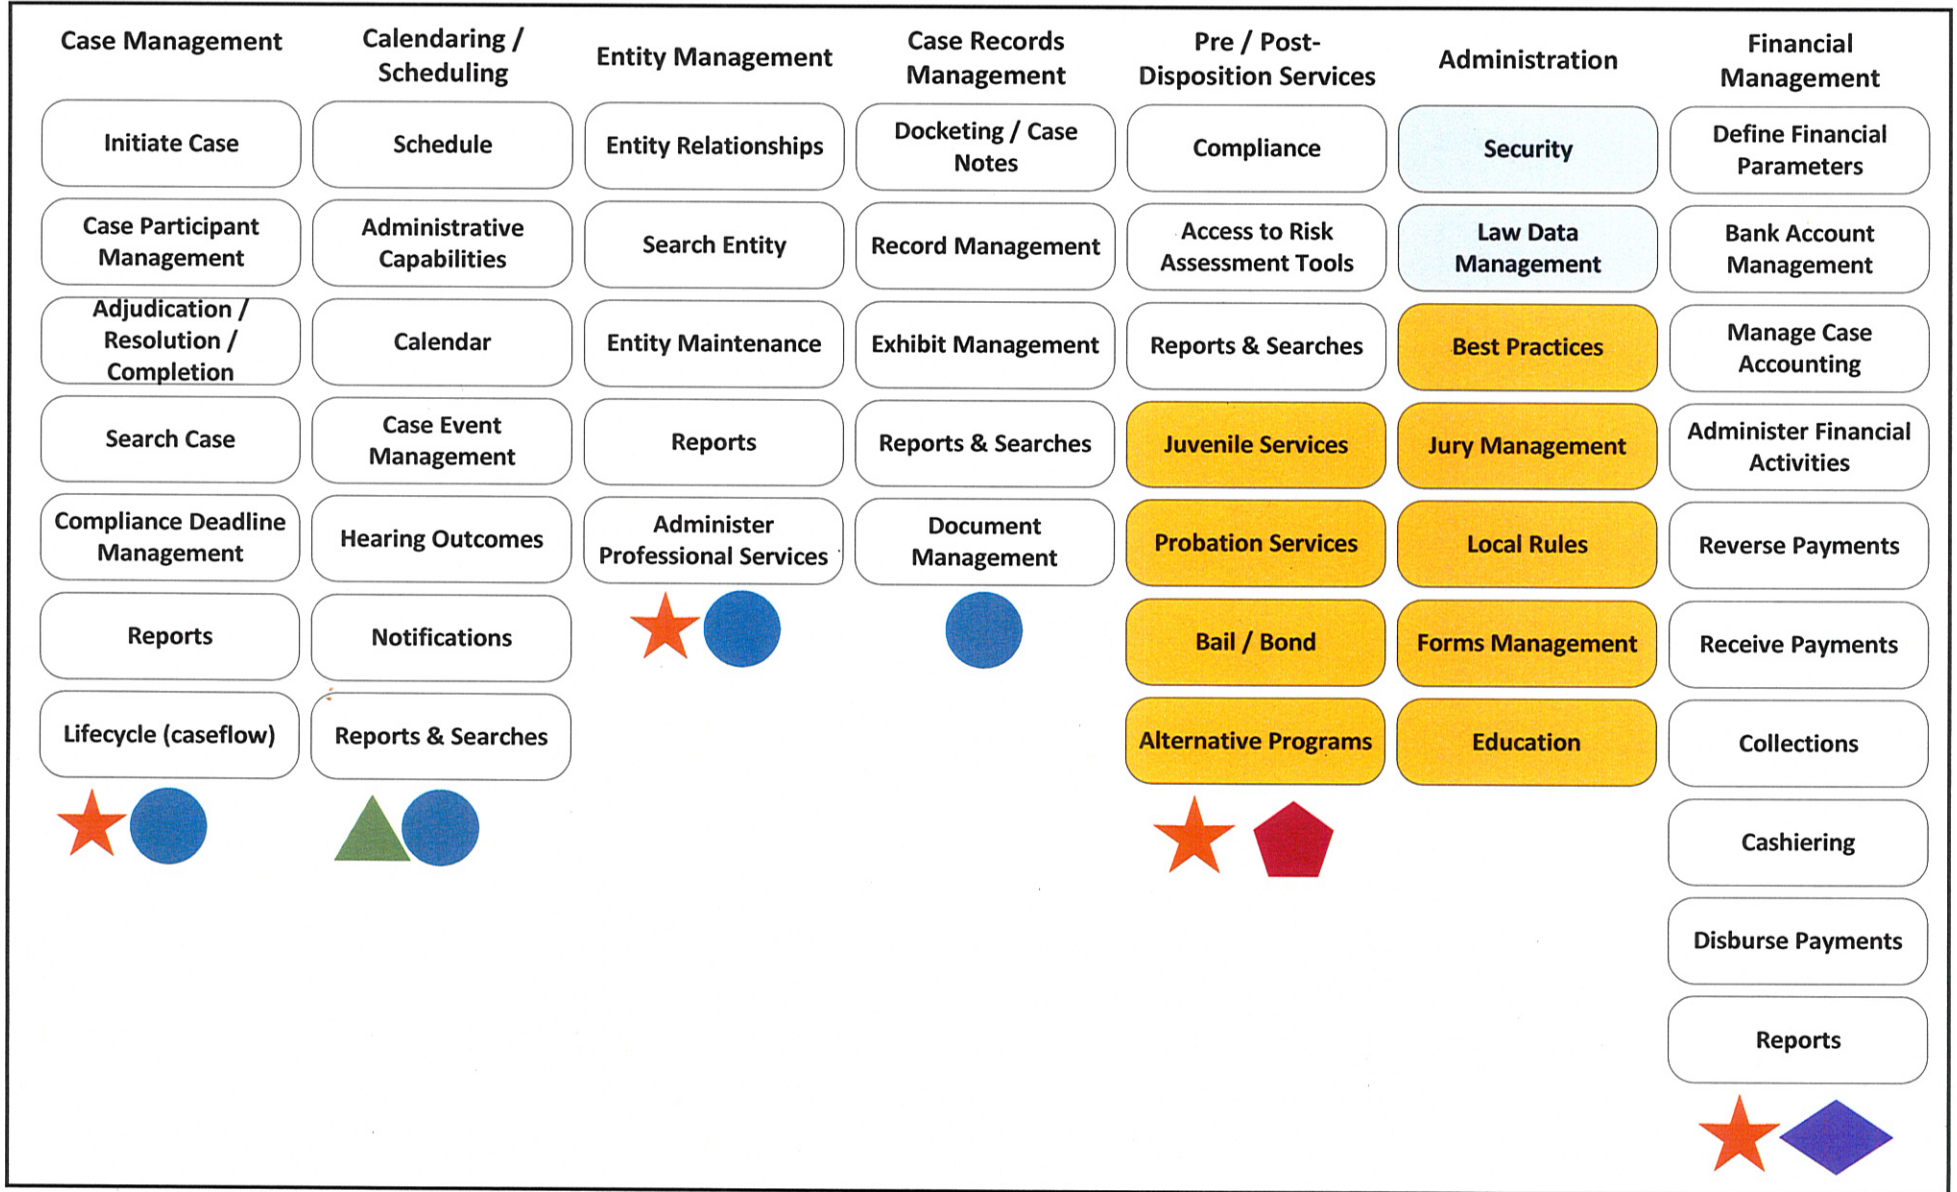 Case Management
Initiate Case
Case Participant
Management
Adjudication /
Resolution /
Completion
Search Case
Compliance Deadline
Management
Reports
Lifecycle (caseflow)
Calendaring /
Scheduling
Schedule
Administrative
Capabilities
Calendar
Case Event
Management
Hearing Outcomes
Notifications
Reports & Searches
Entity Management
Entity Relationships
Search Entity
Entity Maintenance
Reports
Administer
Professional Services
Case Records
Management
Docketing / Case
Notes
Record Management
Exhibit Management
Reports & Searches
Document
Management
Pre / Post-
Disposition Services
Compliance
Access to Risk
Assessment Tools
Reports & Searches
Juvenile Services
Probation Services
Bail / Bond
Alternative Programs
Administration
Security
Law Data
Management
Best Practices
Jury Management
Local Rules
Forms Management
Education
Financial
Management
Define Financial
Parameters
Bank Account
Management
Manage Case
Accounting
Administer Financial
Activities
Reverse Payments
Receive Payments
Collections
Cashiering
Disburse Payments
Reports